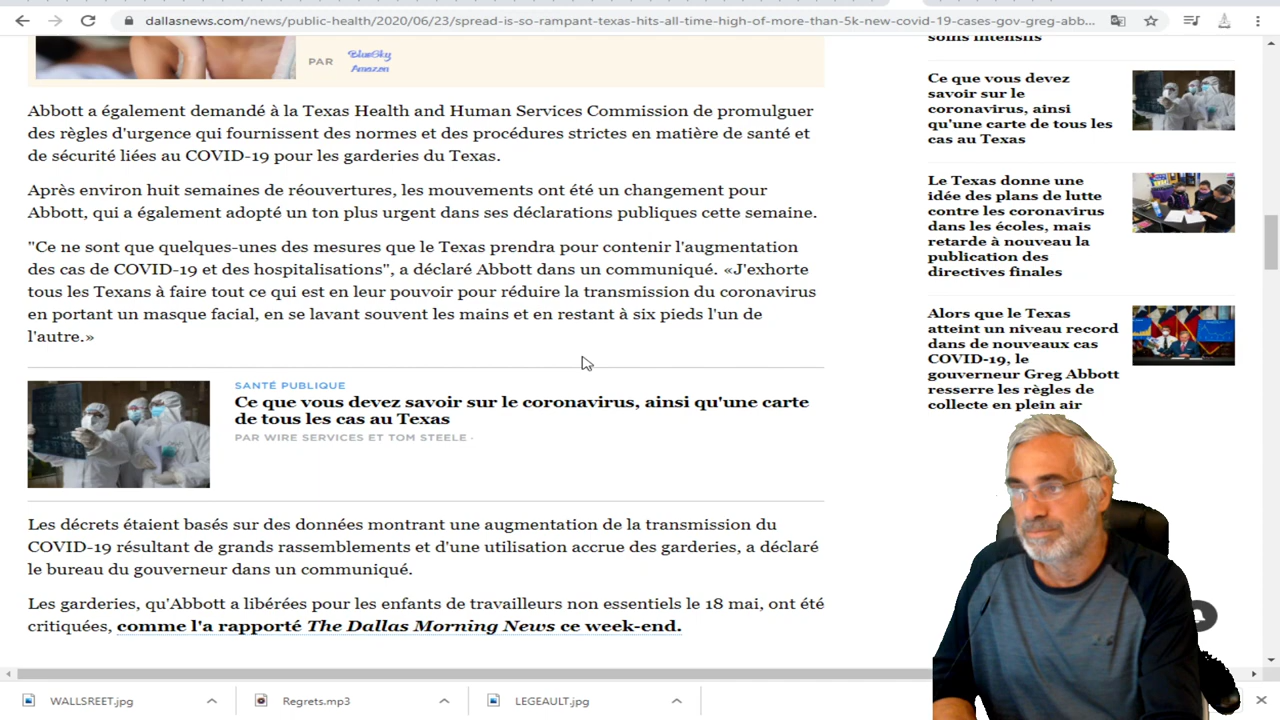 dallasnews.com/news/public-health/2020/06/23/spread-is-so-rampant-texas-hits-all-time-high-of-more-than-5k-new-covid-19-cases-gov-greg-abb...
PAR
BlueSky
Amazon
Abbott a également demandé à la Texas Health and Human Services Commission de promulguer
des règles d'urgence qui fournissent des normes et des procédures strictes en matière de santé et
de sécurité liées au COVID-19 pour les garderies du Texas.
Après environ huit semaines de réouvertures, les mouvements ont été un changement pour
Abbott, qui a également adopté un ton plus urgent dans ses déclarations publiques cette semaine.
"Ce ne sont que quelques-unes des mesures que le Texas prendra pour contenir l'augmentation
des cas de COVID-19 et des hospitalisations", a déclaré Abbott dans un communiqué. «J'exhorte
tous les Texans à faire tout ce qui est en leur pouvoir pour réduire la transmission du coronavirus
en portant un masque facial, en se lavant souvent les mains et en restant à six pieds l'un de
l'autre.»
SANTÉ PUBLIQUE
Ce que vous devez savoir sur le coronavirus, ainsi qu'une carte
de tous les cas au Texas
PAR WIRE SERVICES ET TOM STEELE ·
Les décrets étaient basés sur des données montrant une augmentation de la transmission du
COVID-19 résultant de grands rassemblements et d'une utilisation accrue des garderies, a déclaré
le bureau du gouverneur dans un communiqué.
Les garderies, qu'Abbott a libérées pour les enfants de travailleurs non essentiels le 18 mai, ont été
critiquées, comme l'a rapporté The Dallas Morning News ce week-end.
soins intensifs
Ce que vous devez
savoir sur le
coronavirus, ainsi
qu'une carte de tous les
cas au Texas
Le Texas donne une
idée des plans de lutte
contre les coronavirus
dans les écoles, mais
retarde à nouveau la
publication des
directives finales
Alors que le Texas
atteint un niveau record
dans de nouveaux cas
COVID-19, le
gouverneur Greg Abbott
resserre les règles de
collecte en plein air
WALLSREET.jpg
Regrets.mp3
LEGEAULT.jpg